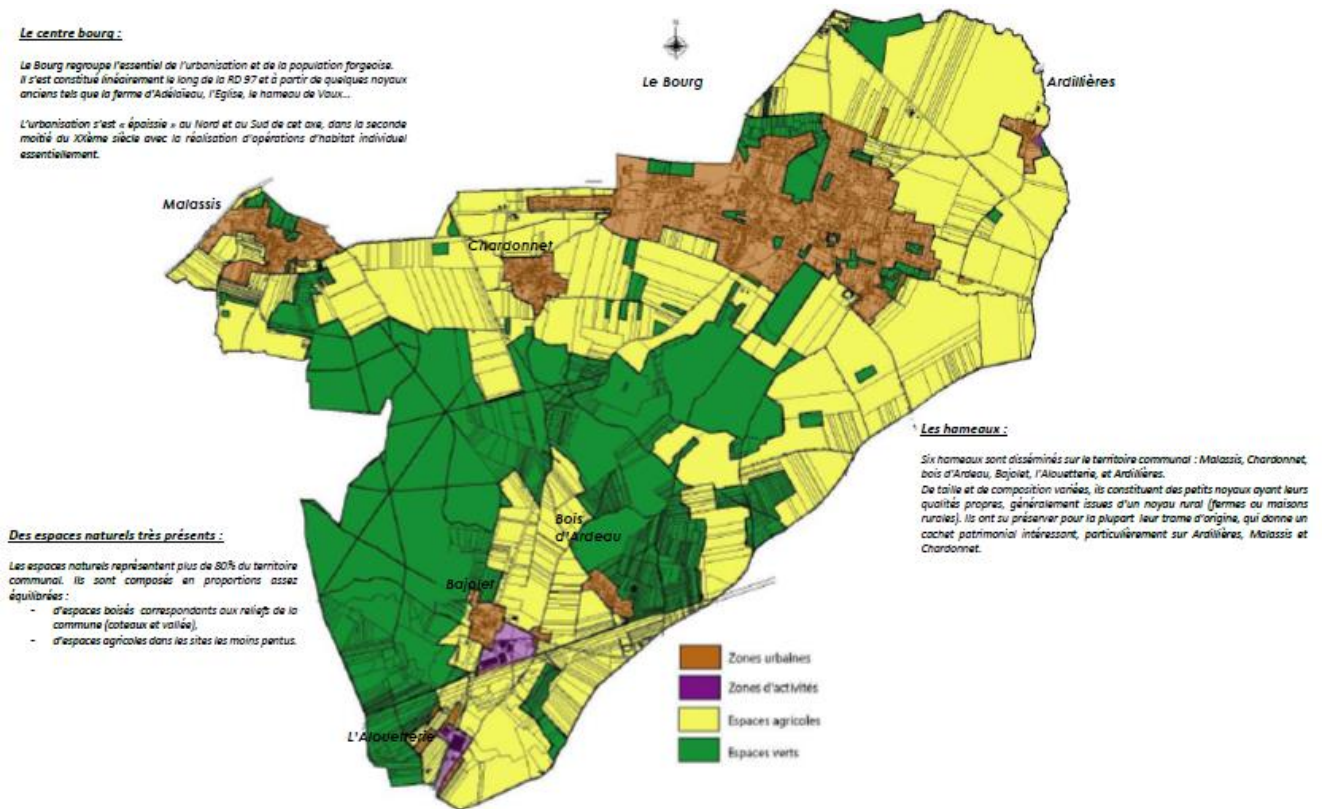 Le centre bourg :
Le Bourg regroupe l'essentiel de l'urbanisation et de la population forgeoise.
Il s'est constitué linéairement le long de la RD 97 et à partir de quelques noyaux
anciens tels que la ferme d'Adélaïeau, l'Eglise, le hameau de Vaux...
L'urbanisation s'est « épaissie » au Nord et au Sud de cet axe, dans la seconde
moitié du XXème siècle avec la réalisation d'opérations d'habitat individuel
essentiellement.
N
Le Bourg
Ardillières
Malassis
Chardonnet
Les hameaux :
Six hameaux sont disséminés sur le territoire communal : Malassis, Chardonnet,
bois d'Ardeau, Bajolet, l'Alouetterie, et Ardillières.
De taille et de composition variées, ils constituent des petits noyaux ayant leurs
qualités propres, généralement issues d'un noyau rural (fermes ou maisons
rurales). Ils ont su préserver pour la plupart leur trame d'origine, qui donne un
cachet patrimonial intéressant, particulièrement sur Ardillières, Malassis et
Chardonnet.
Bois
d'Ardeau
Des espaces naturels très présents :
Les espaces naturels représentent plus de 80% du territoire
communal. Ils sont composés en proportions assez
équilibrées :
- d'espaces boisés correspondants aux reliefs de la
commune (coteaux et vallée),
- d'espaces agricoles dans les sites les moins pentus.
Bajolet
L'Alouetterie
Zones urbaines
Zones d'activités
Espaces agricoles
Espaces verts